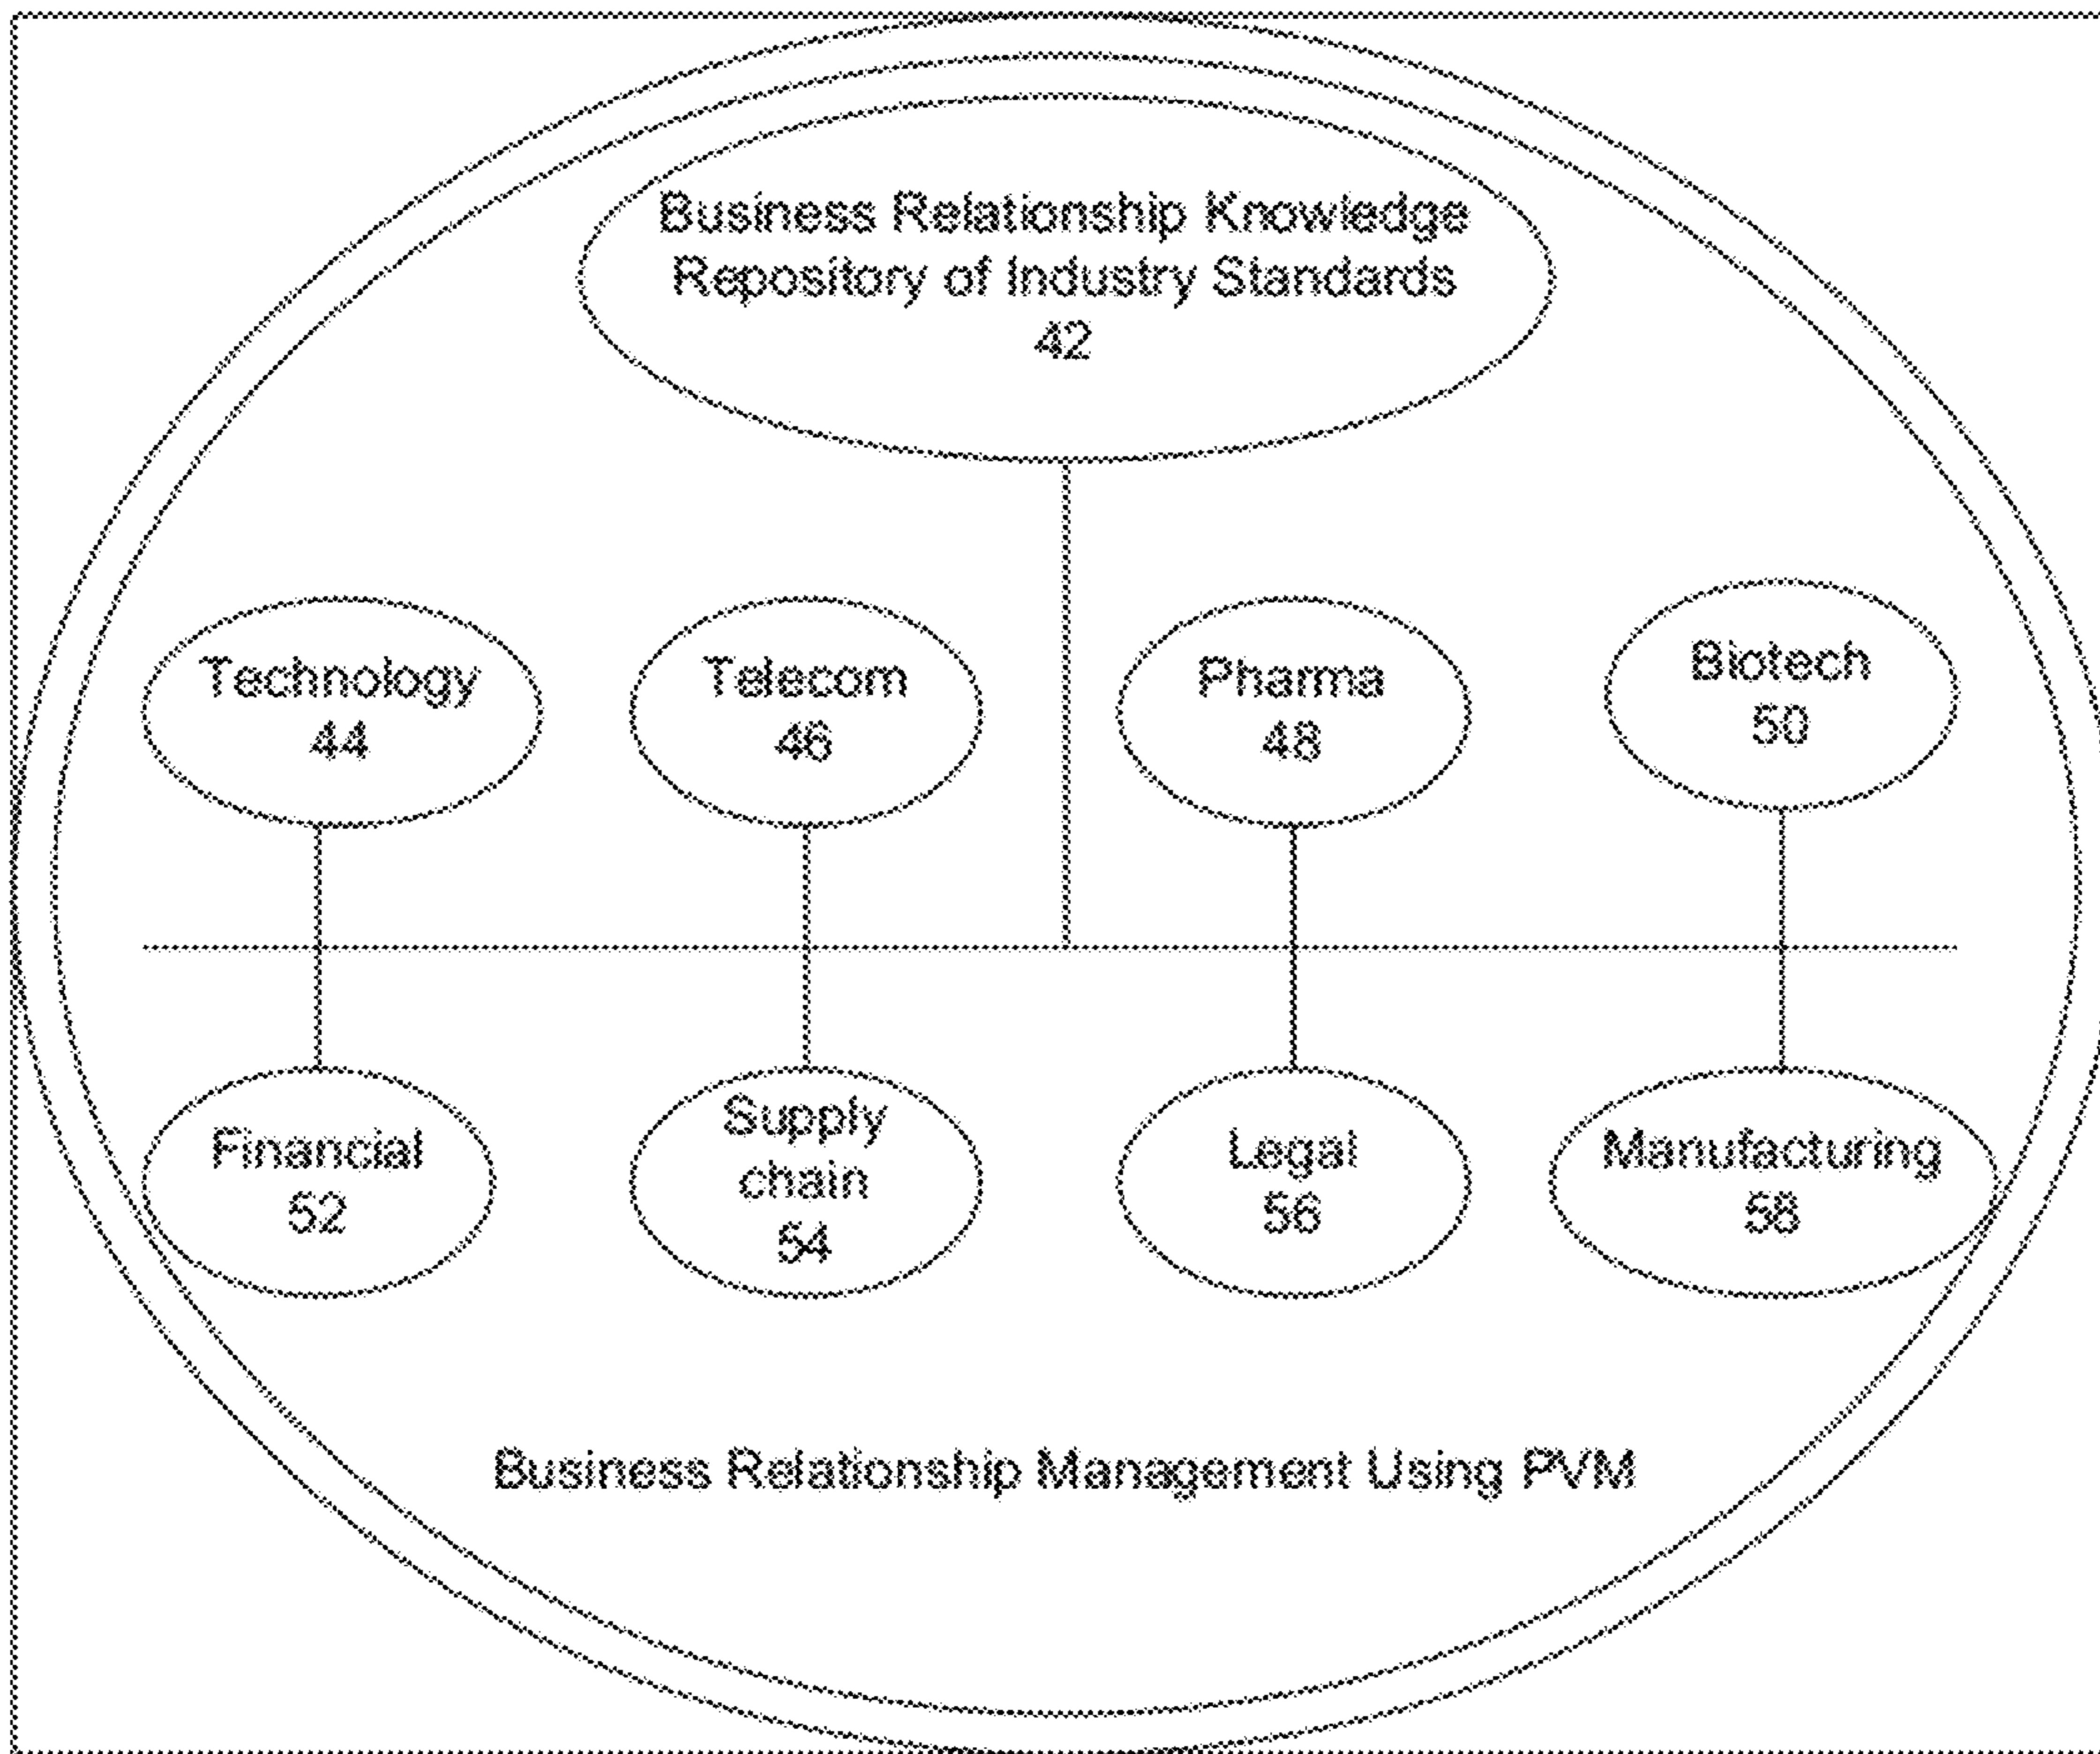 Business Relationship Knowledge
Repository of Industry Standards
42
Technology
44
Telecom
46
Pharma
48
Biotech
50
Financial
52
Supply
chain
54
Legal
56
Manufacturing
58
Business Relationship Management Using PVM